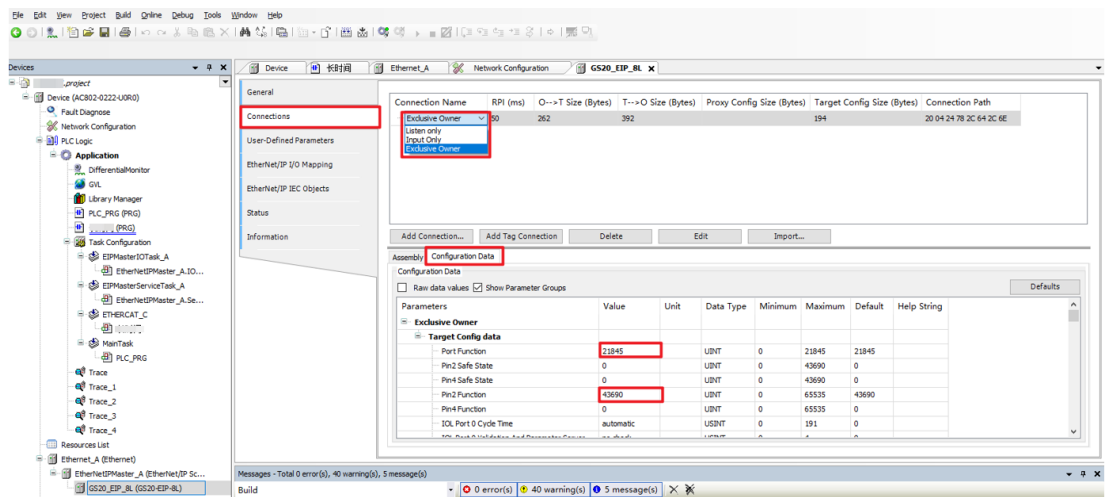 File Edit View Project Build Online Debug Tools Window Help
Devices
.project
Device (AC802-0222-U0R0)
Fault Diagnose
Network Configuration
PLC Logic
Application
DifferentialMonitor
GVL
Library Manager
PLC_PRG (PRG)
(PRG)
Task Configuration
EIPMasterIOTask_A
EtherNetIPMaster_A.IO...
EIPMasterServiceTask_A
EtherNetIPMaster_A.Se...
ETHERCAT_C
MainTask
PLC_PRG
Trace
Trace_1
Trace_2
Trace_3
Trace_4
Resources List
Ethernet_A (Ethernet)
EtherNetIPMaster_A (EtherNet/IP Sc...
GS20_EIP_8L (GS20-EIP-8L)
Device 长时间 Ethernet_A Network Configuration GS20_EIP_8L
General
Connections
User-Defined Parameters
EtherNet/IP I/O Mapping
EtherNet/IP IEC Objects
Status
Information
Connection Name RPI (ms) O-->T Size (Bytes) T-->O Size (Bytes) Proxy Config Size (Bytes) Target Config Size (Bytes) Connection Path
Exclusive Owner 50 262 392 194 20 04 24 78 2C 64 2C 6E
Listen only
Input Only
Exclusive Owner
Add Connection... Add Tag Connection Delete Edit Import...
Assembly Configuration Data
Configuration Data
Raw data values Show Parameter Groups Defaults
Parameters Value Unit Data Type Minimum Maximum Default Help String
Exclusive Owner
Target Config data
Port Function 21845 UINT 0 21845 21845
Pin2 Safe State 0 UINT 0 43690 0
Pin4 Safe State 0 UINT 0 43690 0
Pin2 Function 43690 UINT 0 65535 43690
Pin4 Function 0 UINT 0 65535 0
IOL Port 0 Cycle Time automatic USINT 0 191 0
IOL Port 0 Validation And Parameter Server no check USINT 0
Messages - Total 0 error(s), 40 warning(s), 5 message(s)
Build 0 error(s) 40 warning(s) 5 message(s)